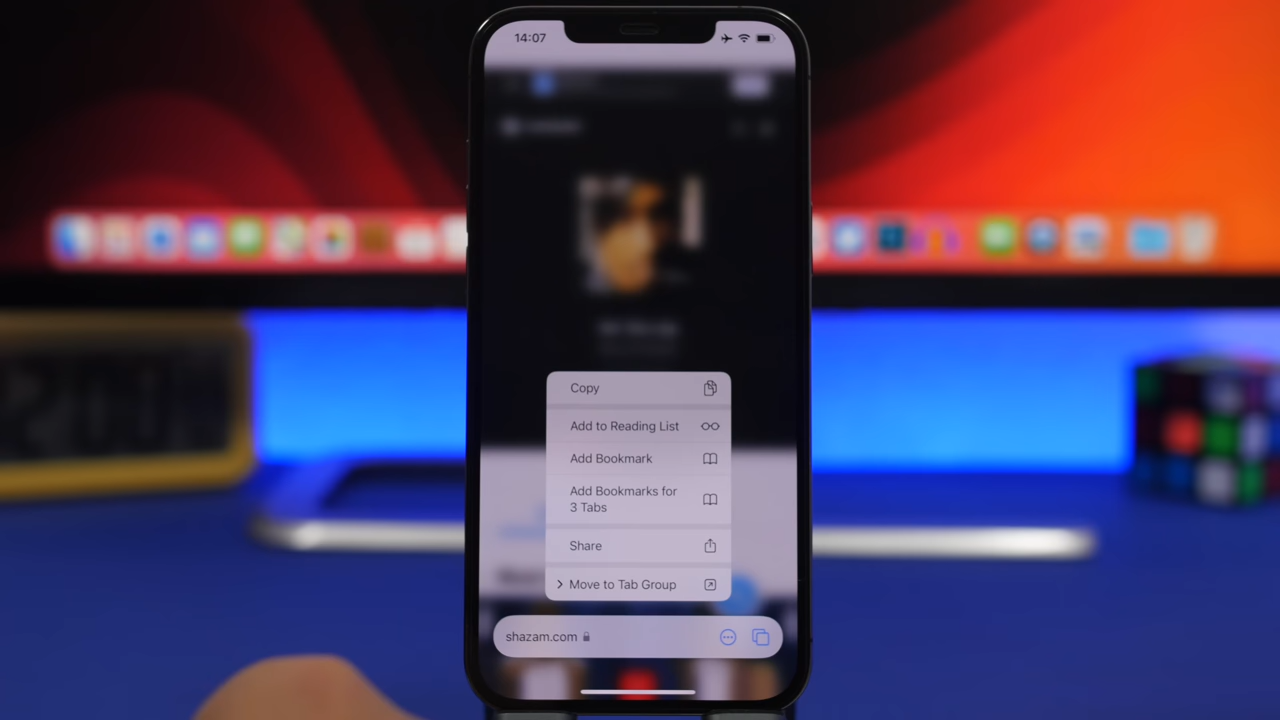 14:07
Copy
Add to Reading List
Add Bookmark
Add Bookmarks for
3 Tabs
Share
Move to Tab Group
shazam.com